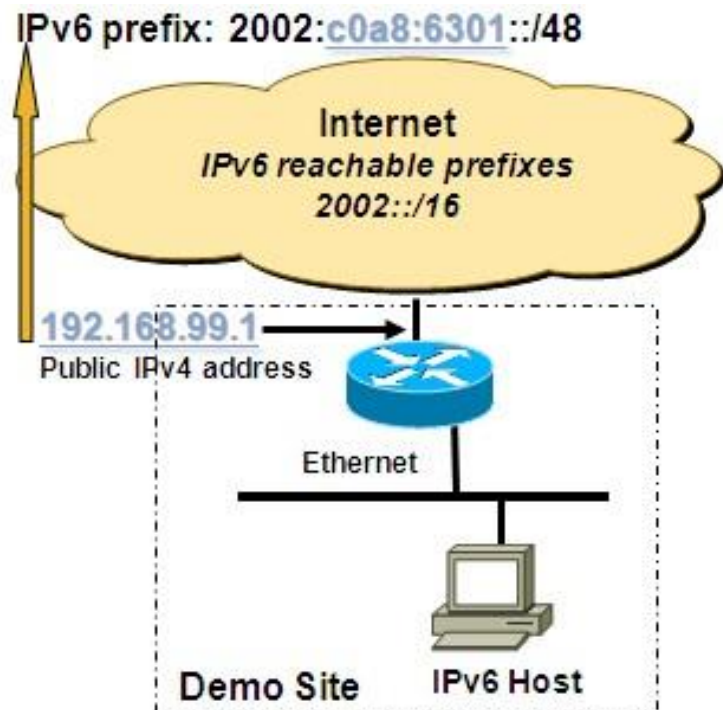 IPv6 prefix: 2002:c0a8:6301::/48
Internet
IPv6 reachable prefixes
2002::/16
192.168.99.1
Public IPv4 address
Ethernet
Demo Site
IPv6 Host